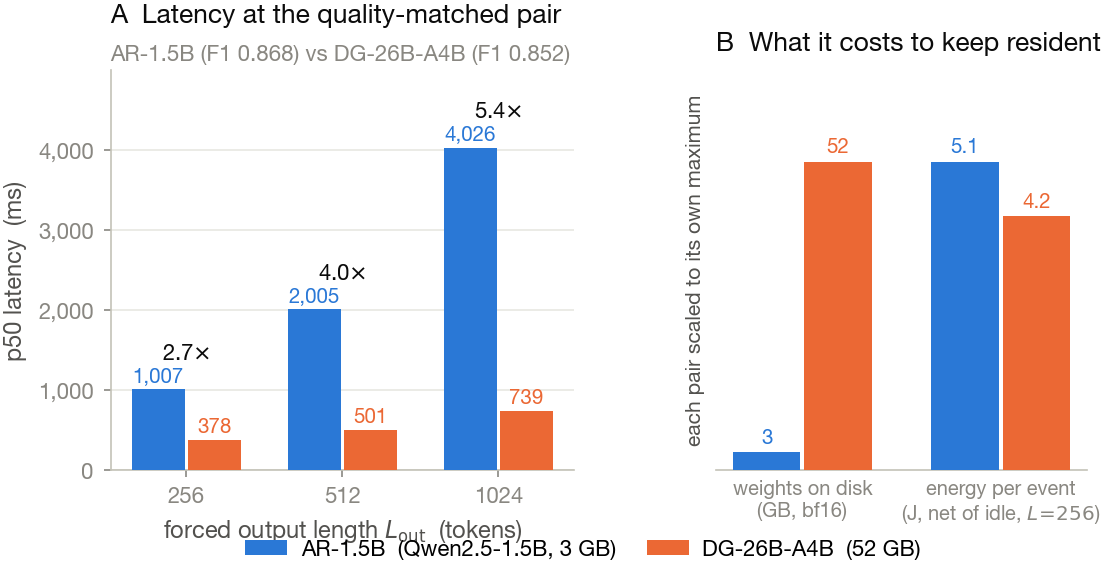 A Latency at the quality-matched pair
AR-1.5B (F1 0.868) vs DG-26B-A4B (F1 0.852)
p50 latency (ms)
4,000
3,000
2,000
1,000
0
2.7×
1,007
378
4.0×
2,005
501
5.4×
4,026
739
256
512
1024
forced output length Lout (tokens)
B What it costs to keep resident
each pair scaled to its own maximum
3
52
5.1
4.2
weights on disk
(GB, bf16)
energy per event
(J, net of idle, L=256)
AR-1.5B (Qwen2.5-1.5B, 3 GB)
DG-26B-A4B (52 GB)